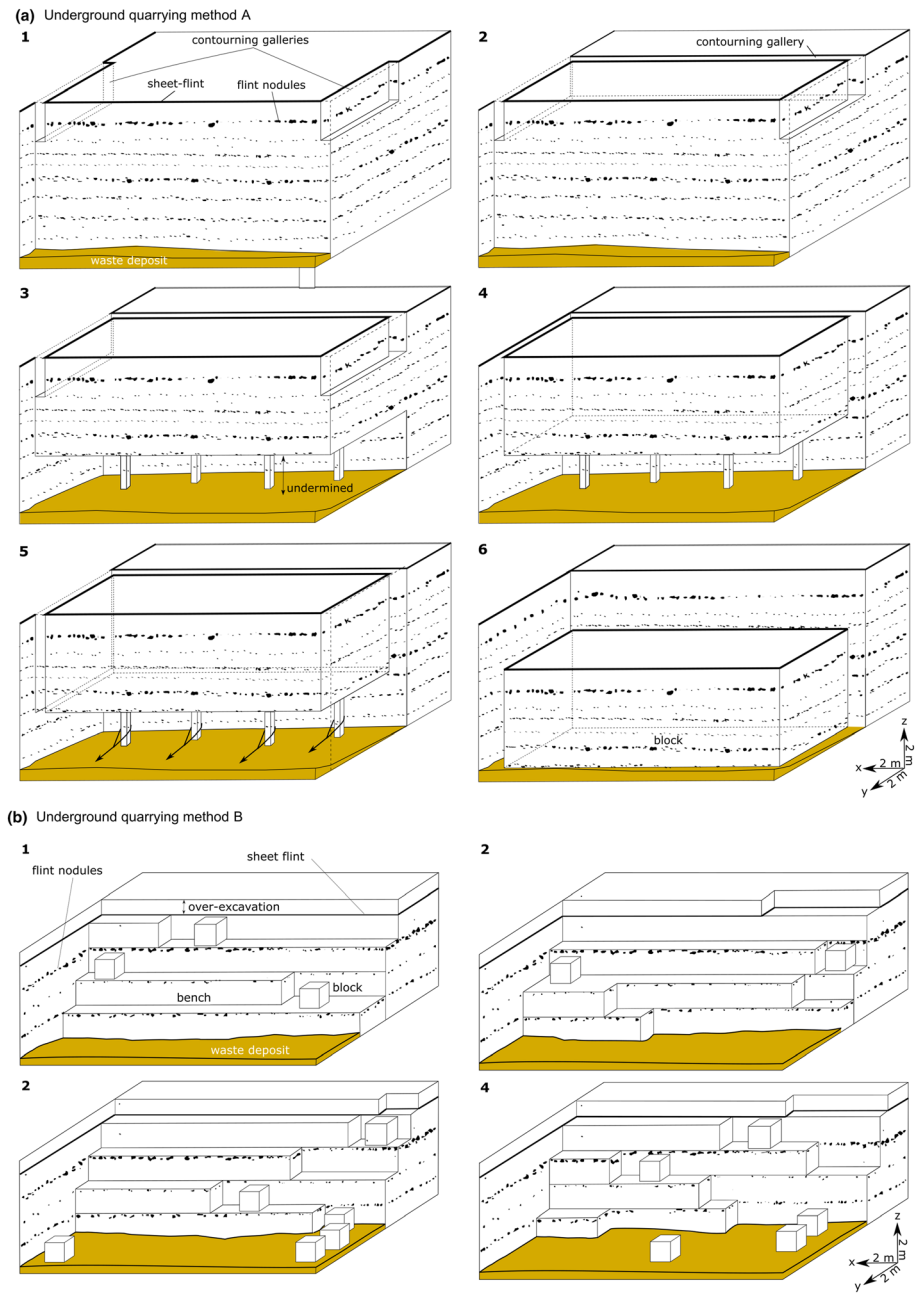 (a) Underground quarrying method A
1
contourning galleries
sheet-flint
flint nodules
waste deposit
2
contourning gallery
3
undermined
4
5
6
block
z
2 m
x
2 m
2 m
y
(b) Underground quarrying method B
1
sheet flint
flint nodules
over-excavation
block
bench
waste deposit
2
2
4
z
2 m
x
2 m
2 m
y